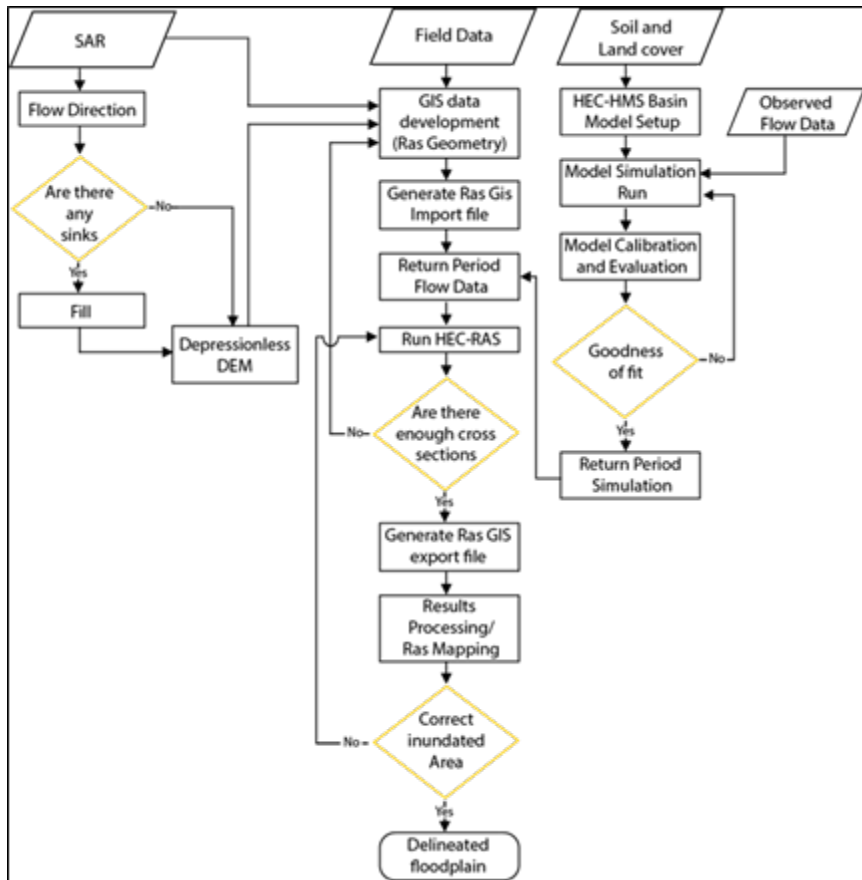 SAR
Flow Direction
Are there
any
sinks
No
Yes
Fill
Depressionless
DEM
Field Data
GIS data
development
(Ras Geometry)
Generate Ras Gis
Import file
Return Period
Flow Data
Run HEC-RAS
Are there
enough cross
sections
No
Yes
Generate Ras GIS
export file
Results
Processing/
Ras Mapping
Correct
inundated
Area
No
Yes
Delineated
floodplain
Soil and
Land cover
HEC-HMS Basin
Model Setup
Observed
Flow Data
Model Simulation
Run
Model Calibration
and Evaluation
Goodness
of fit
No
Yes
Return Period
Simulation